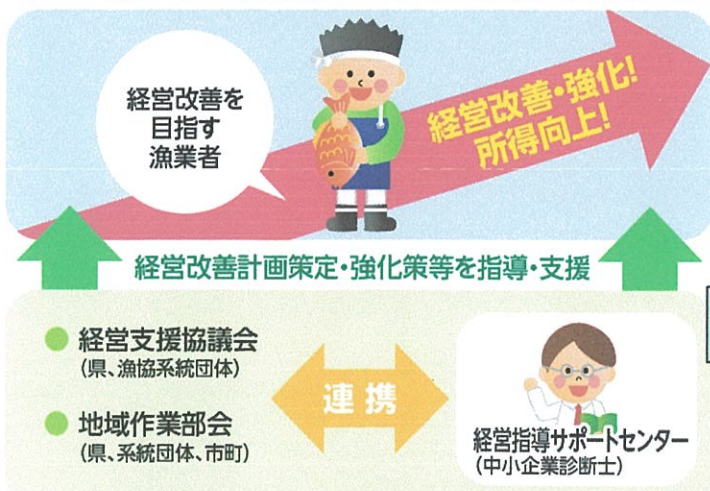 経営改善を
目指す
漁業者
経営改善・強化!
所得向上!
経営改善計画策定・強化策等を指導・支援
経営支援協議会
(県、漁協系統団体)
地域作業部会
(県、系統団体、市町)
連携
経営指導サポートセンター
(中小企業診断士)